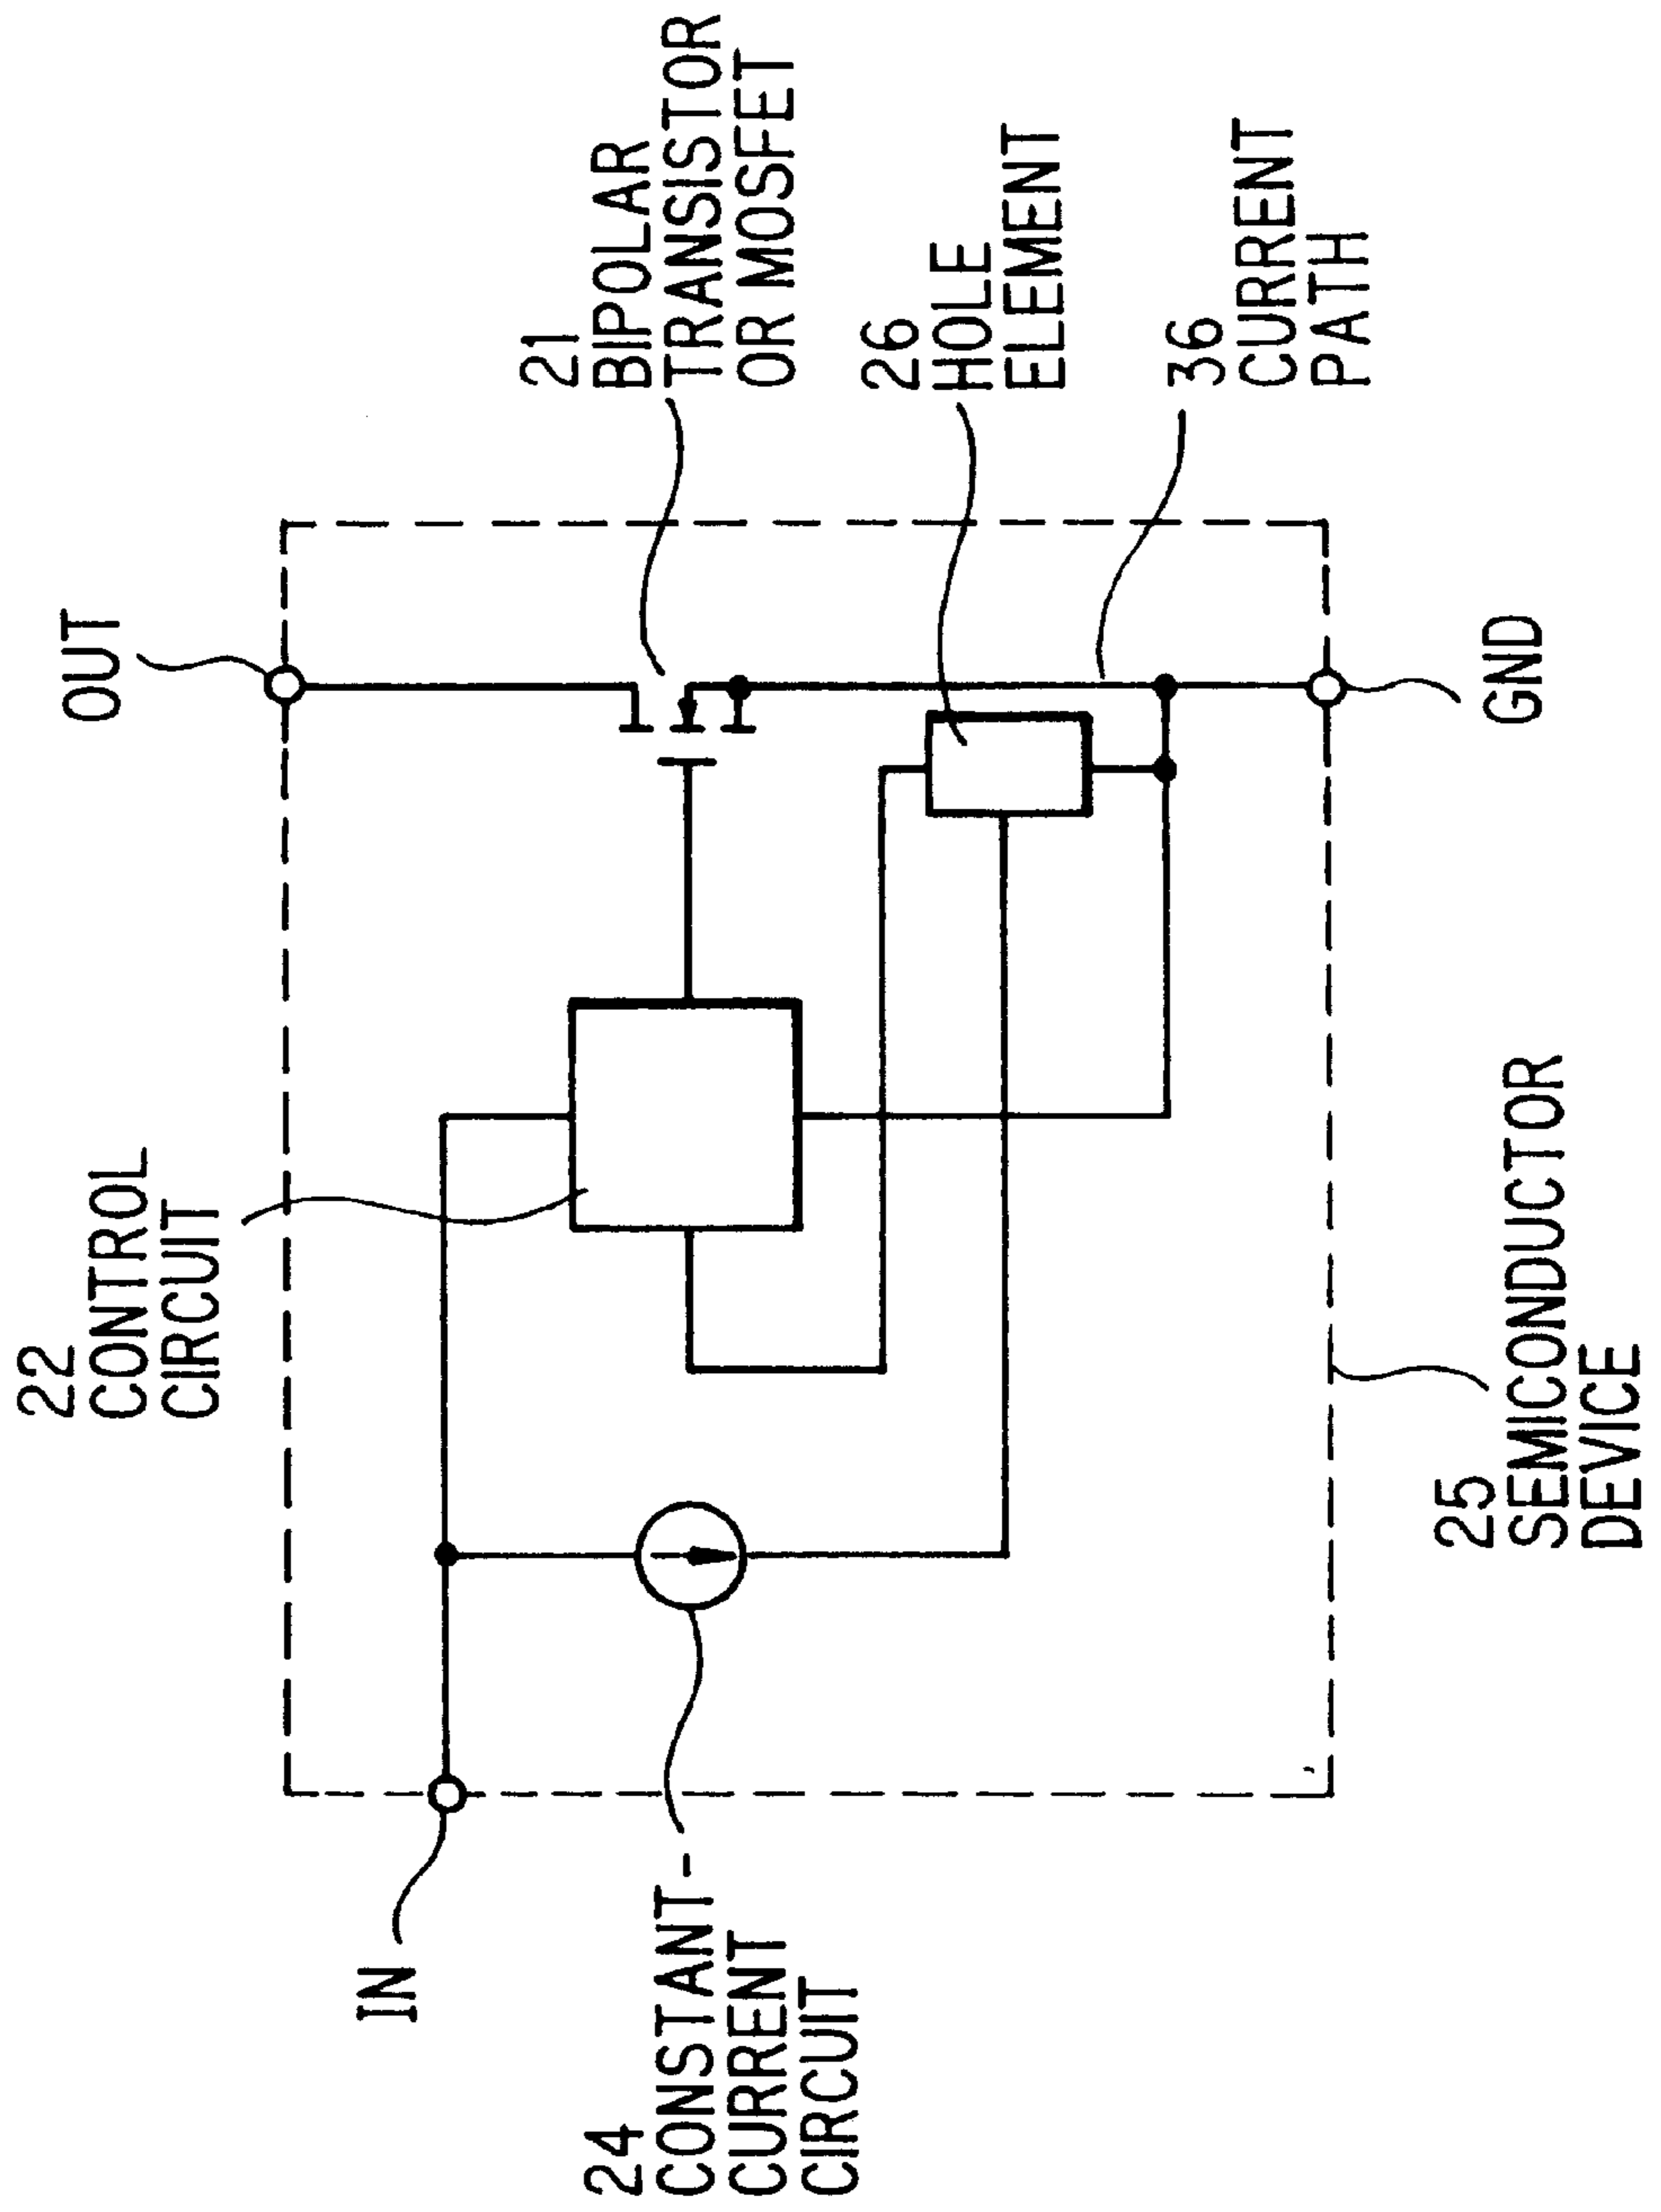 OUT
21
BIPOLAR
TRANSISTOR
OR MOSFET
26
HOLE
ELEMENT
36
CURRENT
PATH
GND
22
CONTROL
CIRCUIT
IN
24
CONSTANT-
CURRENT
CIRCUIT
25
SEMICONDUCTOR
DEVICE